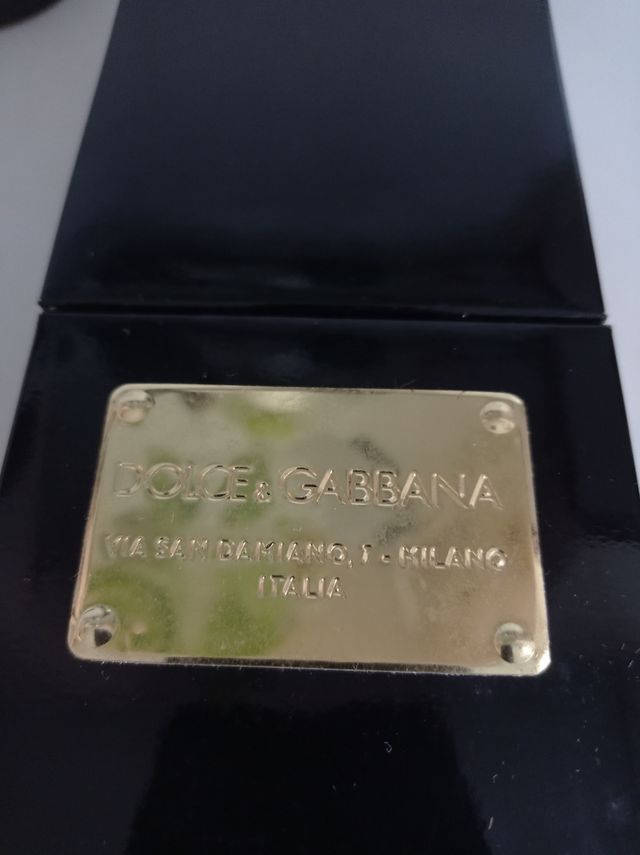 DOLCE & GABBANA
VIA SAN DAMIANO, 7 - MILANO
ITALIA